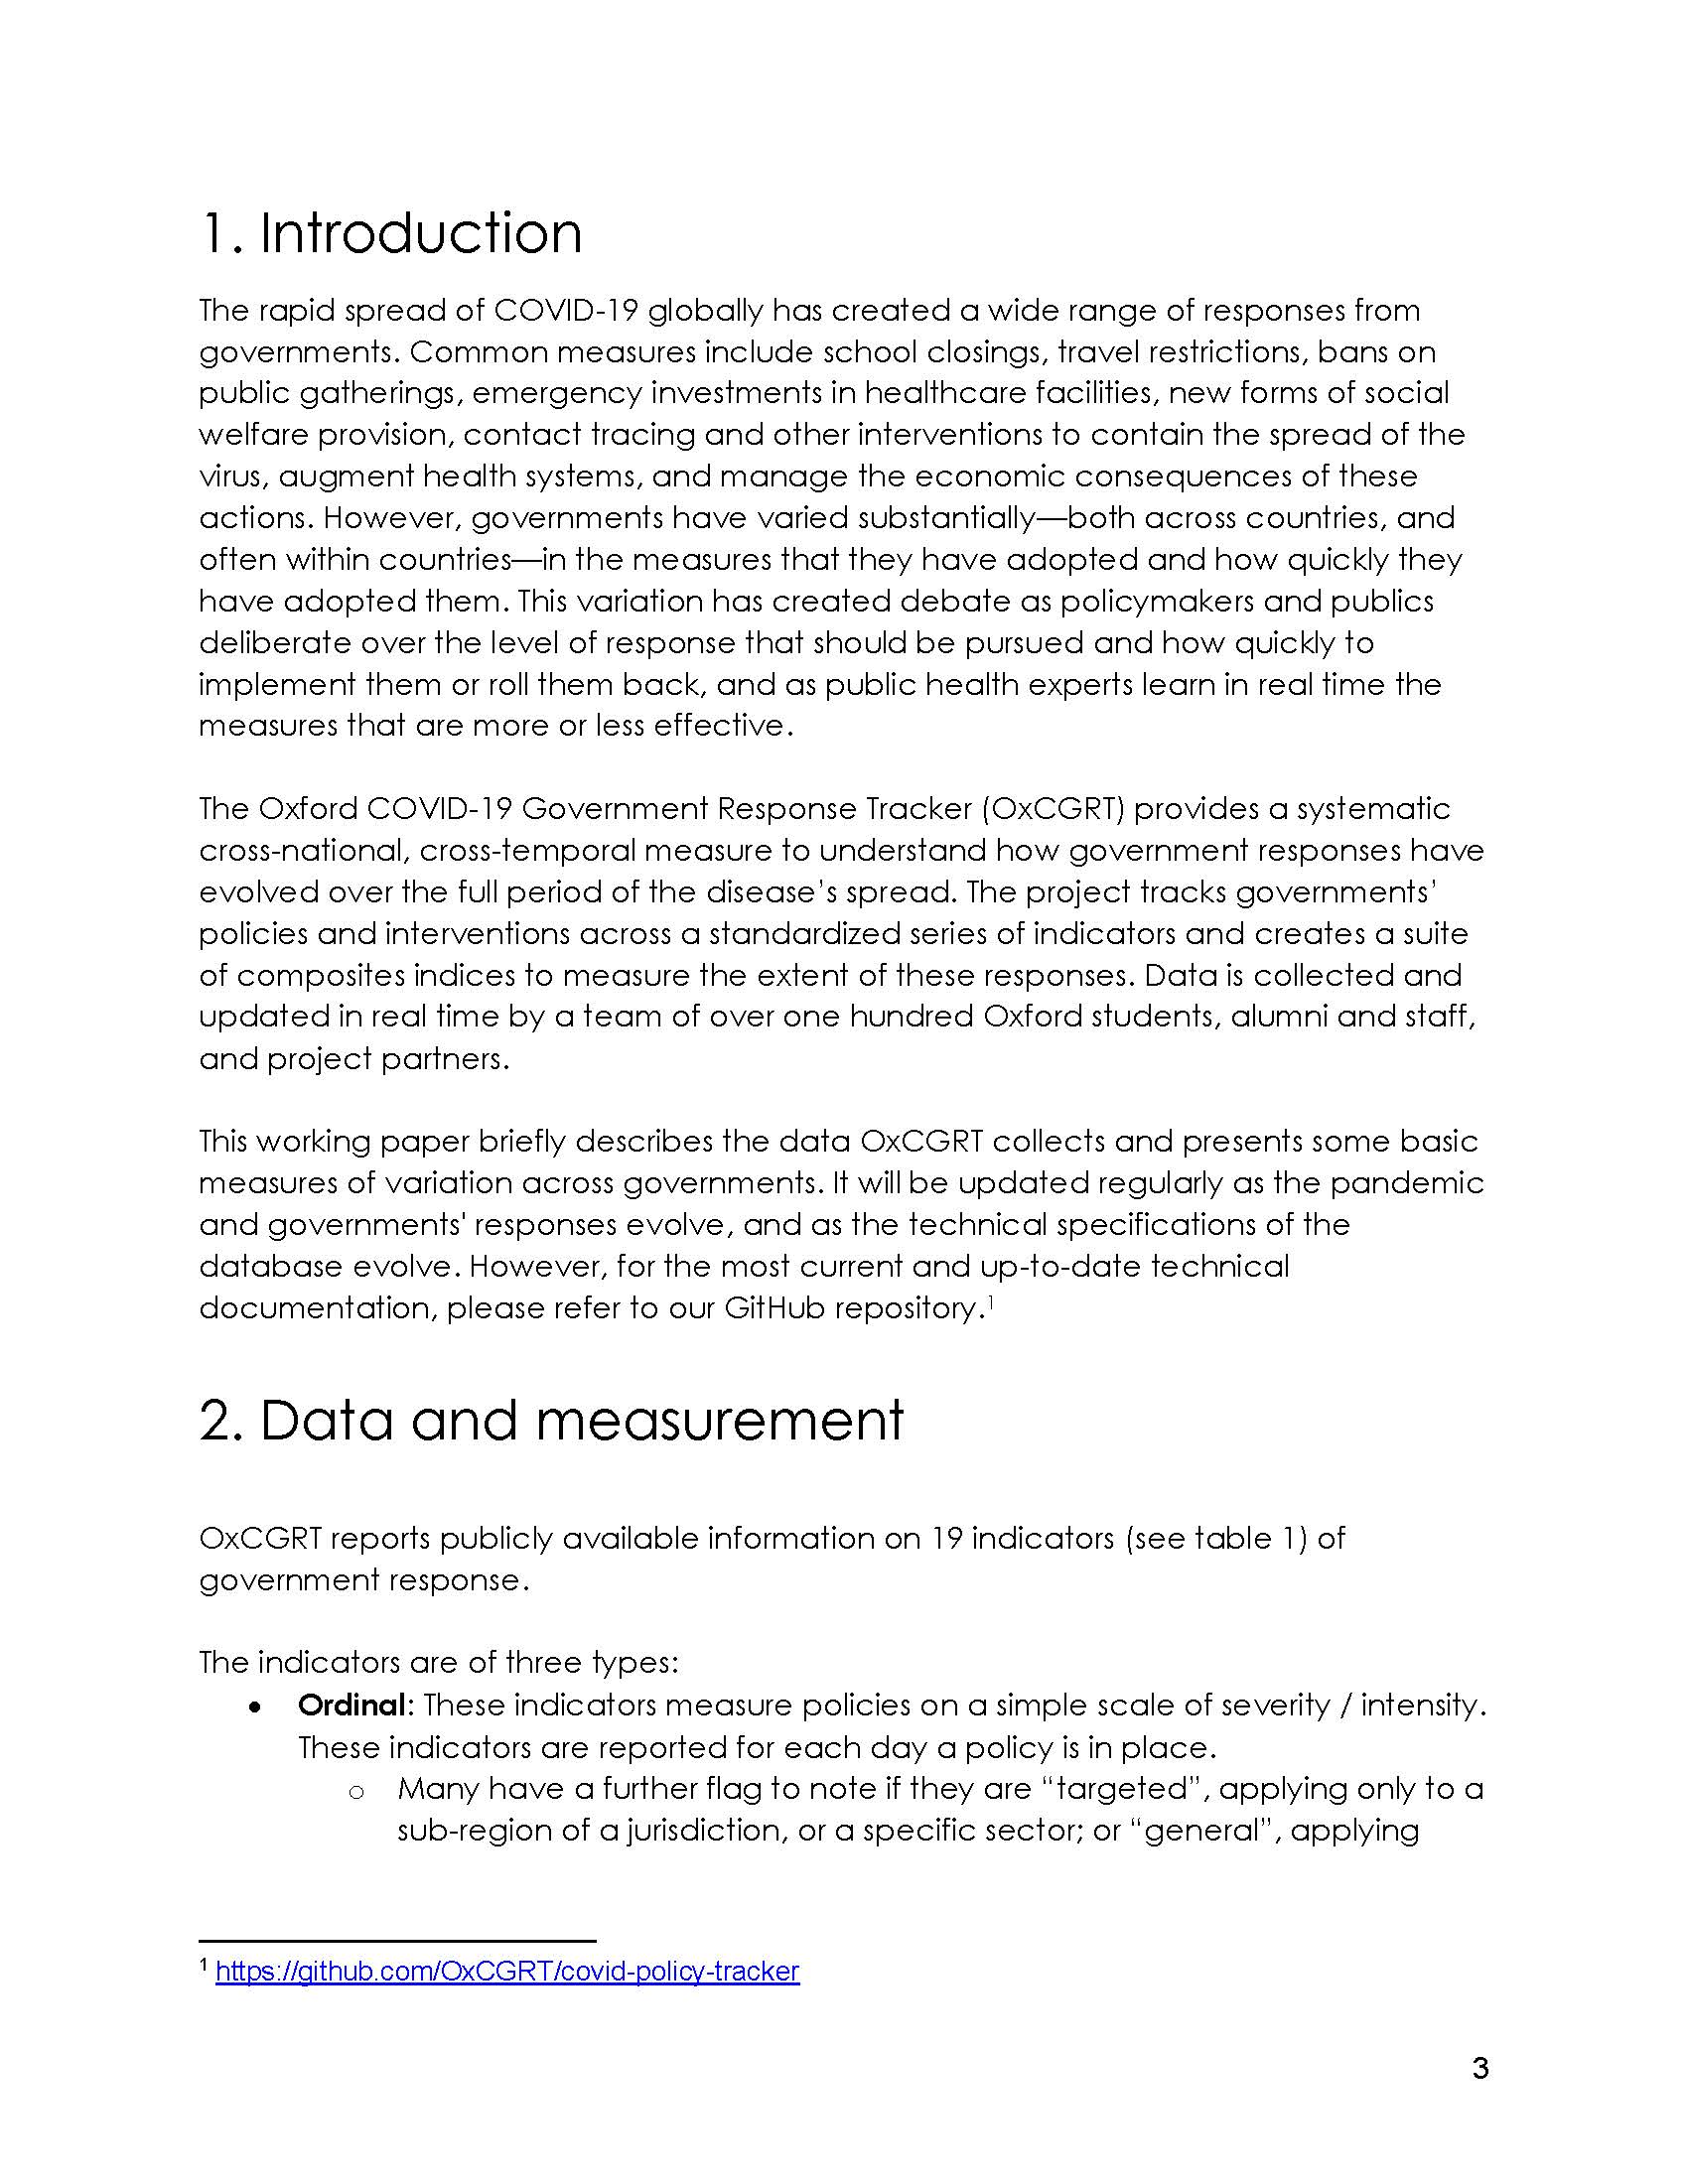 1. Introduction
The rapid spread of COVID-19 globally has created a wide range of responses from
governments. Common measures include school closings, travel restrictions, bans on
public gatherings, emergency investments in healthcare facilities, new forms of social
welfare provision, contact tracing and other interventions to contain the spread of the
virus, augment health systems, and manage the economic consequences of these
actions. However, governments have varied substantially—both across countries, and
often within countries—in the measures that they have adopted and how quickly they
have adopted them. This variation has created debate as policymakers and publics
deliberate over the level of response that should be pursued and how quickly to
implement them or roll them back, and as public health experts learn in real time the
measures that are more or less effective.
The Oxford COVID-19 Government Response Tracker (OxCGRT) provides a systematic
cross-national, cross-temporal measure to understand how government responses have
evolved over the full period of the disease’s spread. The project tracks governments’
policies and interventions across a standardized series of indicators and creates a suite
of composites indices to measure the extent of these responses. Data is collected and
updated in real time by a team of over one hundred Oxford students, alumni and staff,
and project partners.
This working paper briefly describes the data OxCGRT collects and presents some basic
measures of variation across governments. It will be updated regularly as the pandemic
and governments' responses evolve, and as the technical specifications of the
database evolve. However, for the most current and up-to-date technical
documentation, please refer to our GitHub repository.1
2. Data and measurement
OxCGRT reports publicly available information on 19 indicators (see table 1) of
government response.
The indicators are of three types:
• Ordinal: These indicators measure policies on a simple scale of severity / intensity.
These indicators are reported for each day a policy is in place.
o Many have a further flag to note if they are “targeted”, applying only to a
sub-region of a jurisdiction, or a specific sector; or “general”, applying
1 https://github.com/OxCGRT/covid-policy-tracker
3